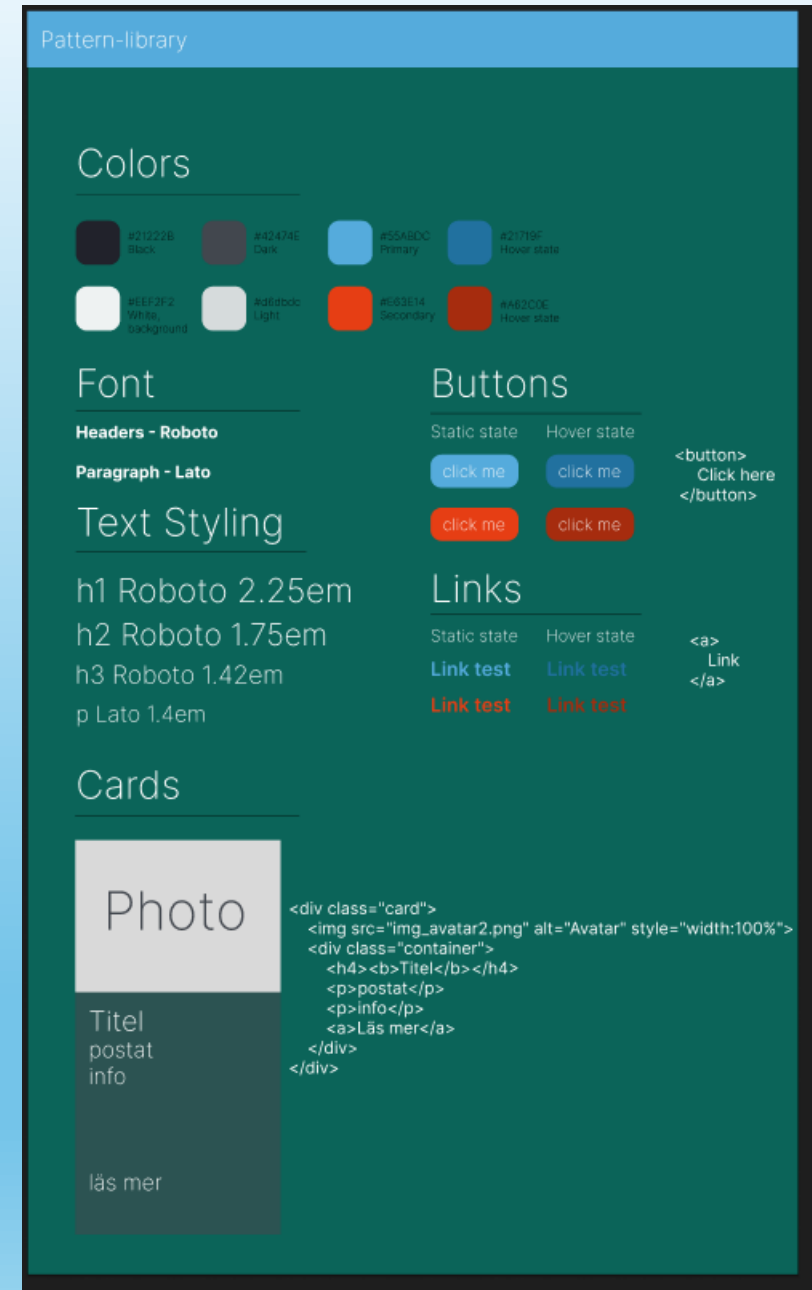 Pattern-library
Colors
#21222B
Black
#42474E
Dark
#55ABDC
Primary
#21719F
Hover state
#EEF2F2
White,
background
#d6dbdc
Light
#E63E14
Secondary
#A62C0E
Hover state
Font
Headers - Roboto
Paragraph - Lato
Text Styling
h1 Roboto 2.25em
h2 Roboto 1.75em
h3 Roboto 1.42em
p Lato 1.4em
Buttons
Static state Hover state
click me click me
click me click me
<button>
Click here
</button>
Links
Static state Hover state
Link test Link test
Link test Link test
<a>
Link
</a>
Cards
Photo
Titel
postat
info
läs mer
<div class="card">
<img src="img_avatar2.png" alt="Avatar" style="width:100%">
<div class="container">
<h4><b>Titel</b></h4>
<p>postat</p>
<p>info</p>
<a>Läs mer</a>
</div>
</div>